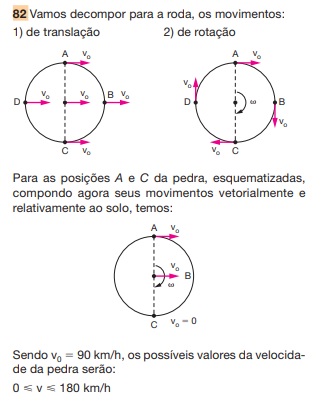 82 Vamos decompor para a roda, os movimentos:
1) de translação 2) de rotação
A v₀ A v₀
D v₀ v₀ B v₀ D v₀ ω B
C v₀ v₀ C v₀
Para as posições A e C da pedra, esquematizadas,
compondo agora seus movimentos vetorialmente e
relativamente ao solo, temos:
A v₀
v₀ B
ω
C v₀ = 0
Sendo v₀ = 90 km/h, os possíveis valores da velocida-
de da pedra serão:
0 ⩽ v ⩽ 180 km/h